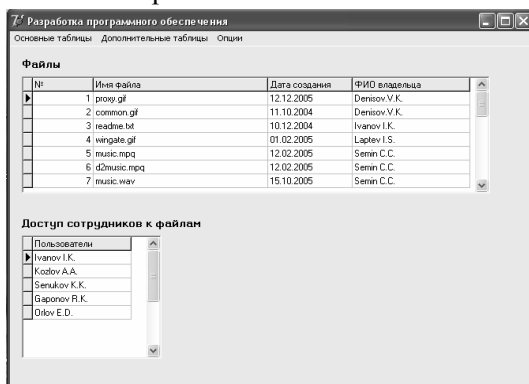 Разработка программного обеспечения
Основные таблицы Дополнительные таблицы Опции
Файлы
№ Имя файла Дата создания ФИО владельца
1 proxy.gif 12.12.2005 Denisov.V.K.
2 common.gif 11.10.2004 Denisov.V.K.
3 readme.txt 10.12.2004 Ivanov I.K.
4 wingate.gif 01.02.2005 Laptev I.S.
5 music.mpq 12.02.2005 Semin C.C.
6 d2music.mpq 12.02.2005 Semin C.C.
7 music.wav 15.10.2005 Semin C.C.
Доступ сотрудников к файлам
Пользователи
Ivanov I.K.
Kozlov A.A.
Senukov K.K.
Gaponov R.K.
Orlov E.D.